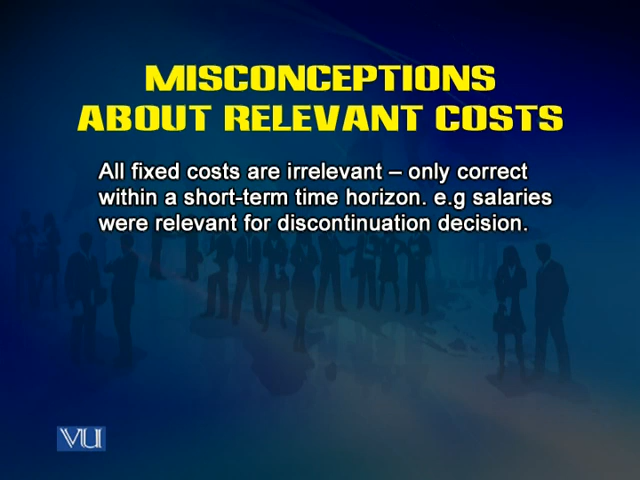 MISCONCEPTIONS
ABOUT RELEVANT COSTS
All fixed costs are irrelevant – only correct
within a short-term time horizon. e.g salaries
were relevant for discontinuation decision.
VU